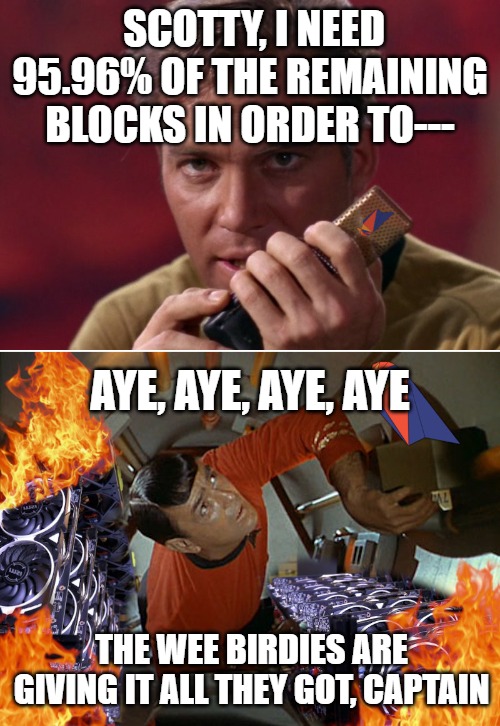 SCOTTY, I NEED
95.96% OF THE REMAINING
BLOCKS IN ORDER TO---
AYE, AYE, AYE, AYE
THE WEE BIRDIES ARE
GIVING IT ALL THEY GOT, CAPTAIN